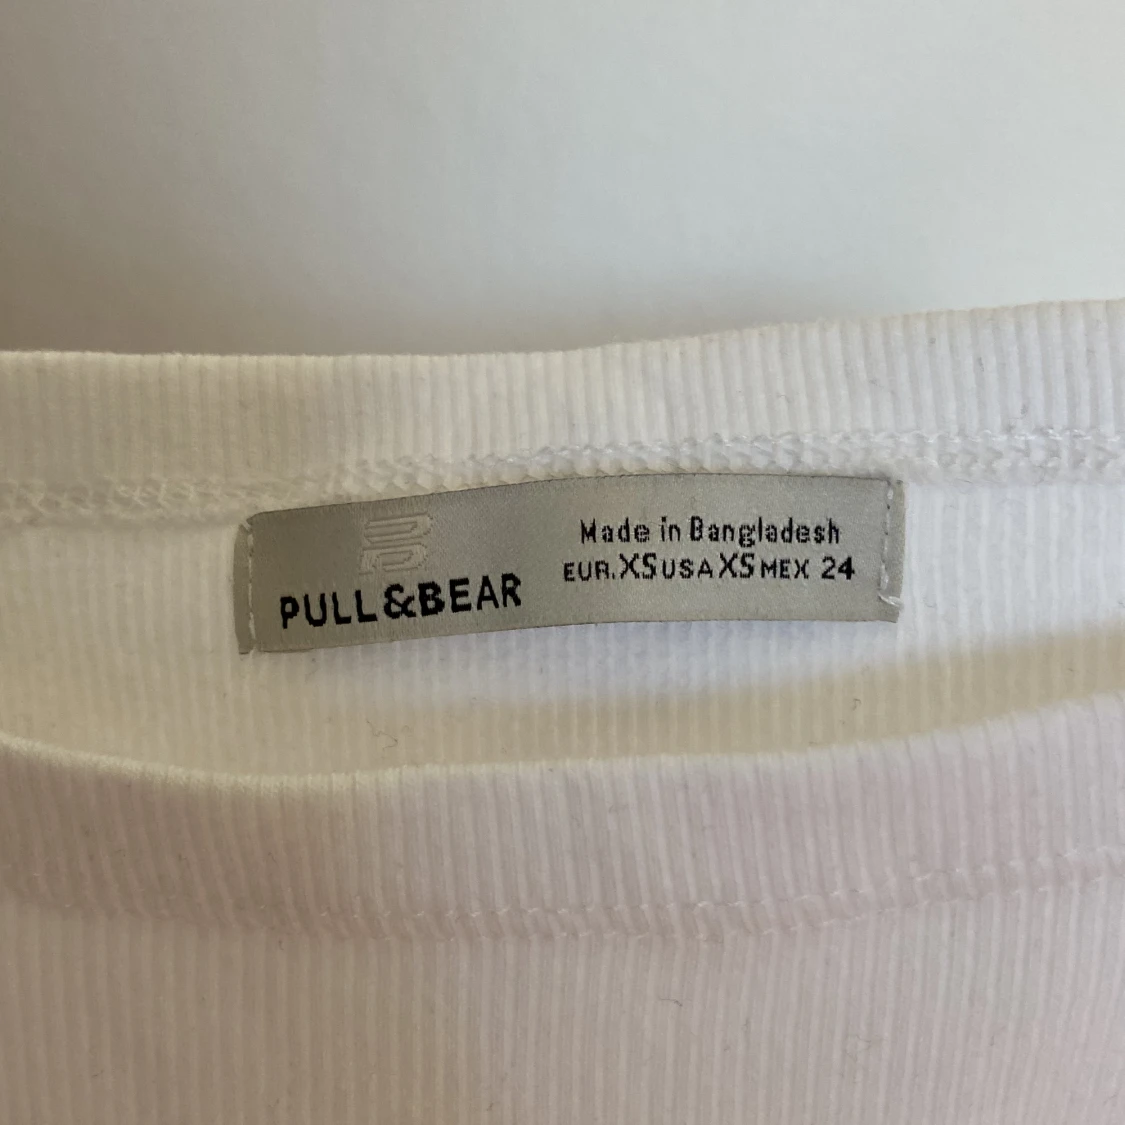 PULL&BEAR
Made in Bangladesh
EUR.XS USA XS MEX 24